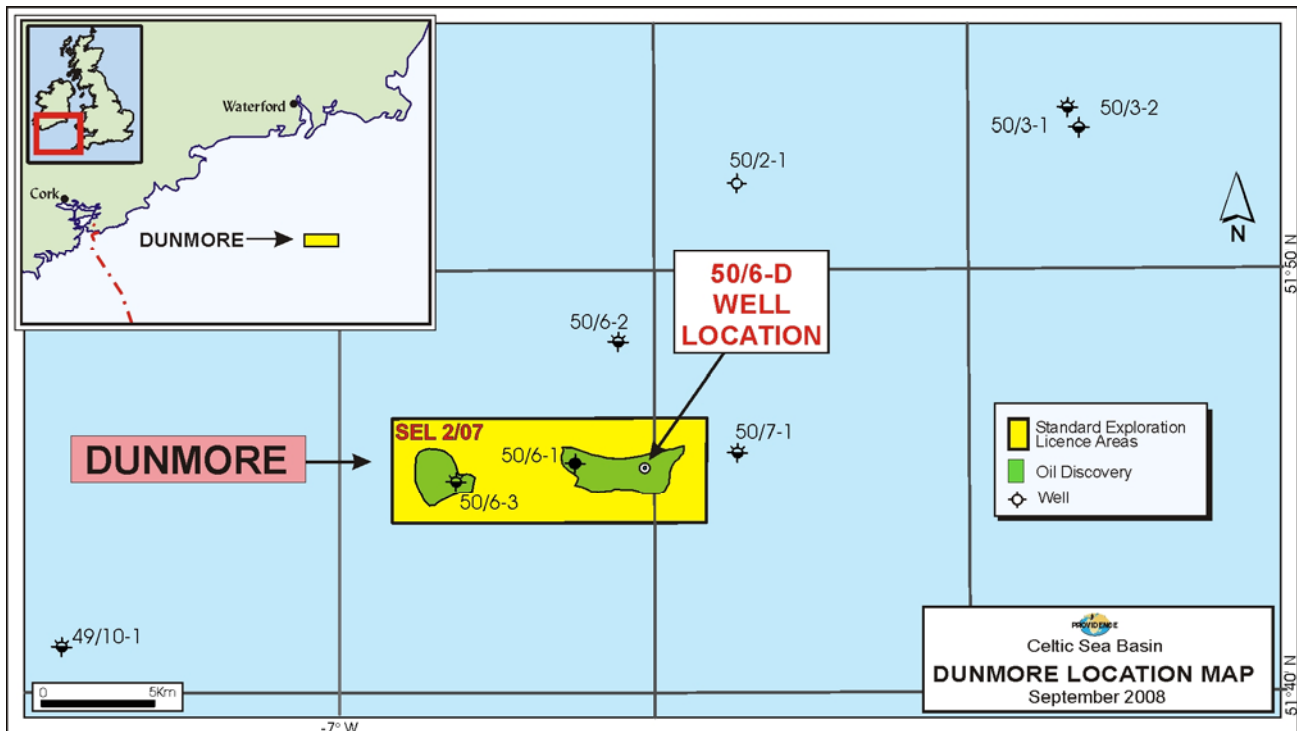 Waterford
Cork
DUNMORE
50/3-2
50/3-1
50/2-1
N
51° 50 N
50/6-D
WELL
LOCATION
50/6-2
SEL 2/07
50/7-1
50/6-1
DUNMORE
50/6-3
Standard Exploration
Licence Areas
Oil Discovery
Well
49/10-1
0 5Km
PROVIDENCE
Celtic Sea Basin
DUNMORE LOCATION MAP
September 2008
51° 40' N
-7° W